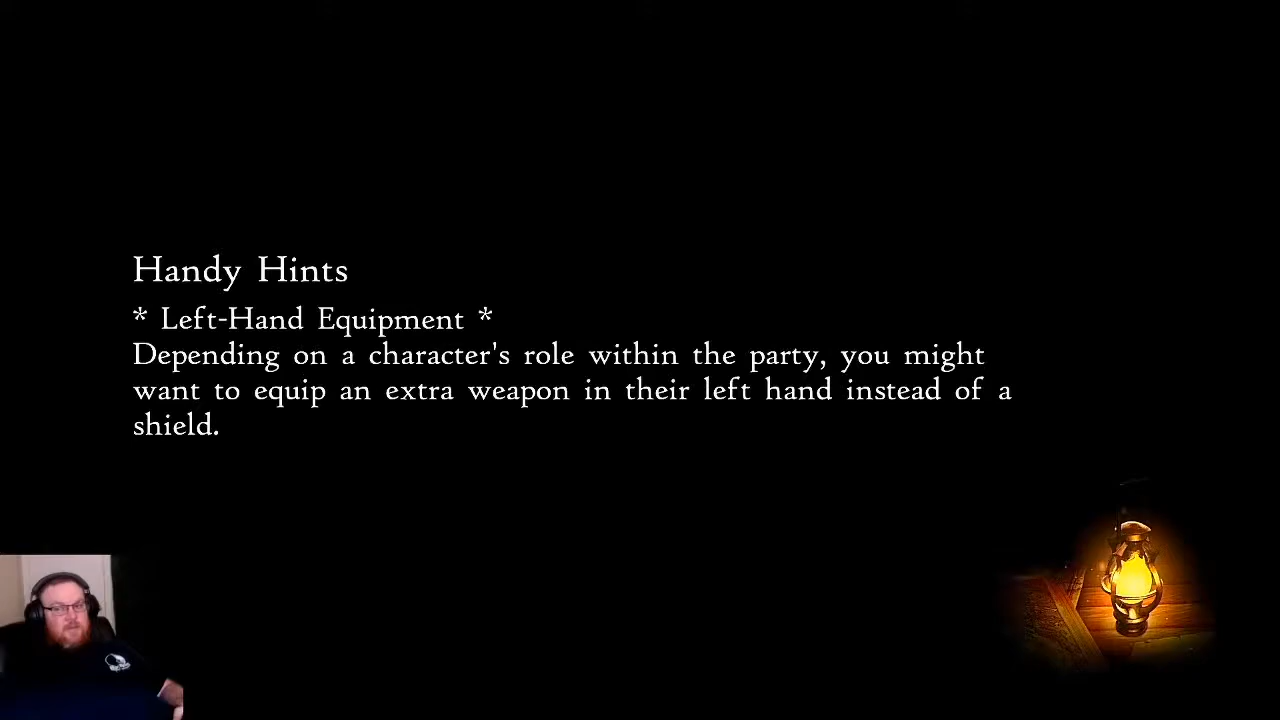 Handy Hints
* Left-Hand Equipment *
Depending on a character's role within the party, you might
want to equip an extra weapon in their left hand instead of a
shield.